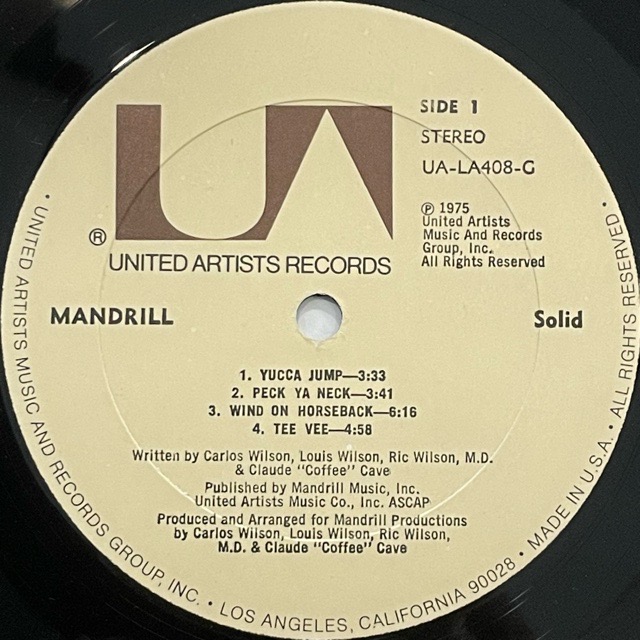 UA
®
UNITED ARTISTS RECORDS
SIDE 1
STEREO
UA-LA408-G
℗ 1975
United Artists
Music And Records
Group, Inc.
All Rights Reserved
MANDRILL
Solid
1. YUCCA JUMP—3:33
2. PECK YA NECK—3:41
3. WIND ON HORSEBACK—6:16
4. TEE VEE—4:58
Written by Carlos Wilson, Louis Wilson, Ric Wilson, M.D.
& Claude "Coffee" Cave
Published by Mandrill Music, Inc.
United Artists Music Co., Inc. ASCAP
Produced and Arranged for Mandrill Productions
by Carlos Wilson, Louis Wilson, Ric Wilson,
M.D. & Claude "Coffee" Cave
• UNITED ARTISTS MUSIC AND RECORDS GROUP, INC. • LOS ANGELES, CALIFORNIA 90028 • MADE IN U.S.A. • ALL RIGHTS RESERVED •